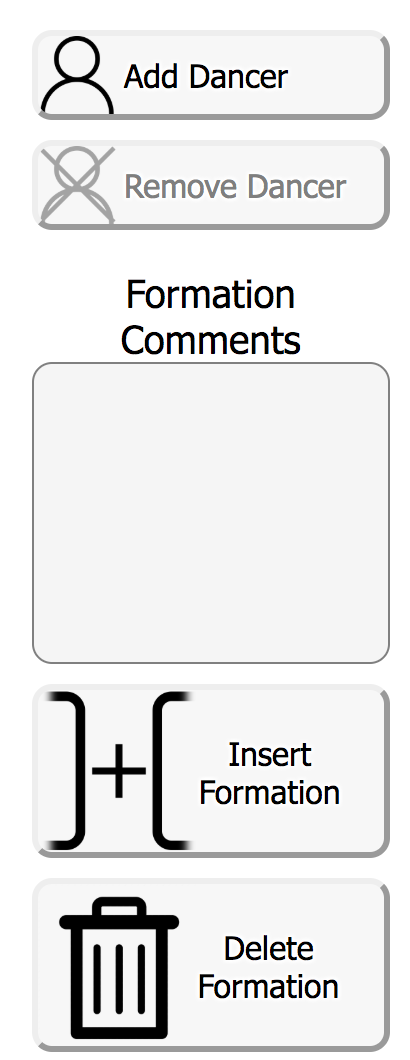 Add Dancer
Remove Dancer
Formation
Comments
Insert
Formation
Delete
Formation